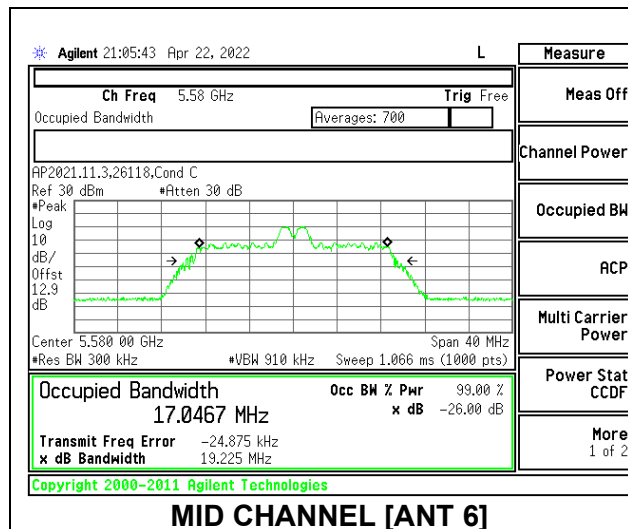 Agilent 21:05:43 Apr 22, 2022 L
Measure
Ch Freq 5.58 GHz Trig Free
Meas Off
Occupied Bandwidth Averages: 700
Channel Power
AP2021.11.3,26118,Cond C
Ref 30 dBm #Atten 30 dB
#Peak
Log
10
dB/
Offst
12.9
dB
Occupied BW
ACP
Center 5.580 00 GHz Span 40 MHz
#Res BW 300 kHz #VBW 910 kHz Sweep 1.066 ms (1000 pts)
Multi Carrier
Power
Occupied Bandwidth Occ BW % Pwr 99.00 %
17.0467 MHz x dB -26.00 dB
Power Stat
CCDF
Transmit Freq Error -24.875 kHz
x dB Bandwidth 19.225 MHz
More
1 of 2
Copyright 2000-2011 Agilent Technologies
MID CHANNEL [ANT 6]